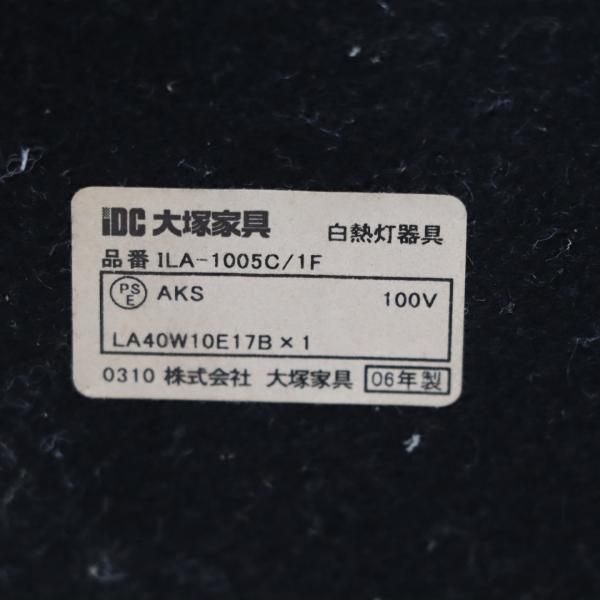 iDC 大塚家具 白熱灯器具
品番 ILA-1005C/1F
PSE AKS 100V
LA40W10E17B×1
0310 株式会社 大塚家具 06年製